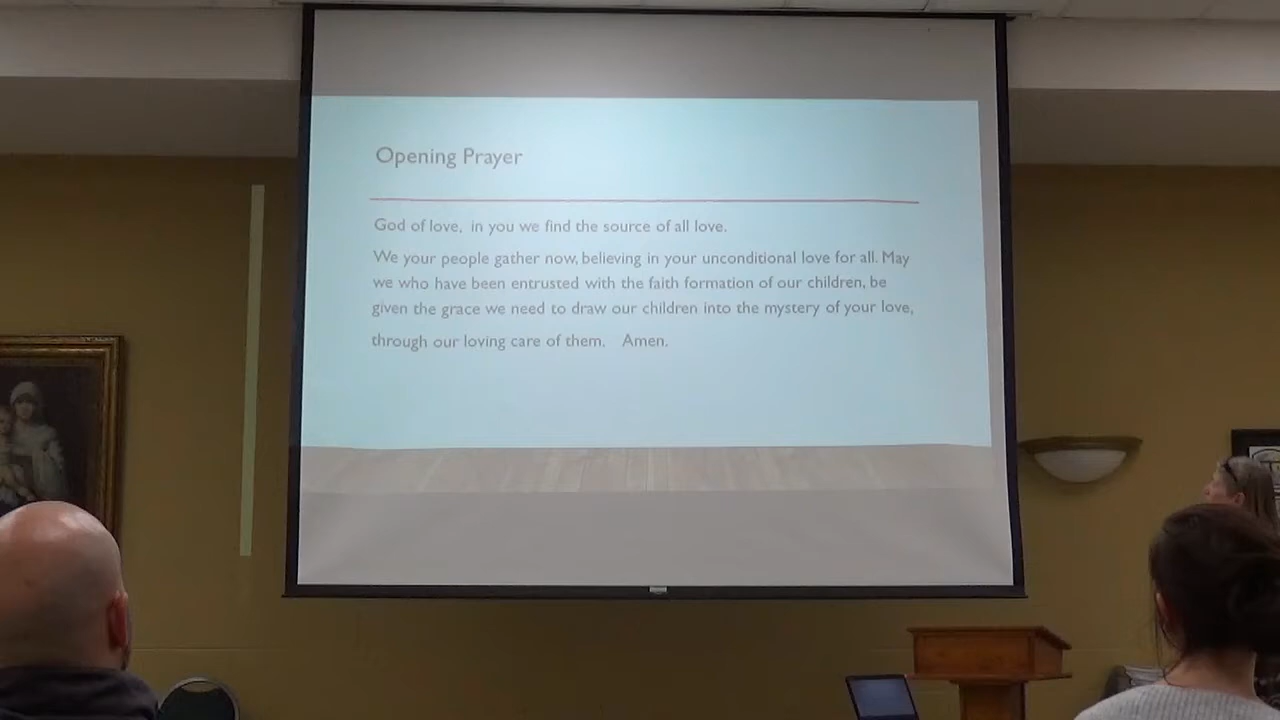 Opening Prayer
God of love, in you we find the source of all love.
We your people gather now, believing in your unconditional love for all. May
we who have been entrusted with the faith formation of our children, be
given the grace we need to draw our children into the mystery of your love,
through our loving care of them. Amen.